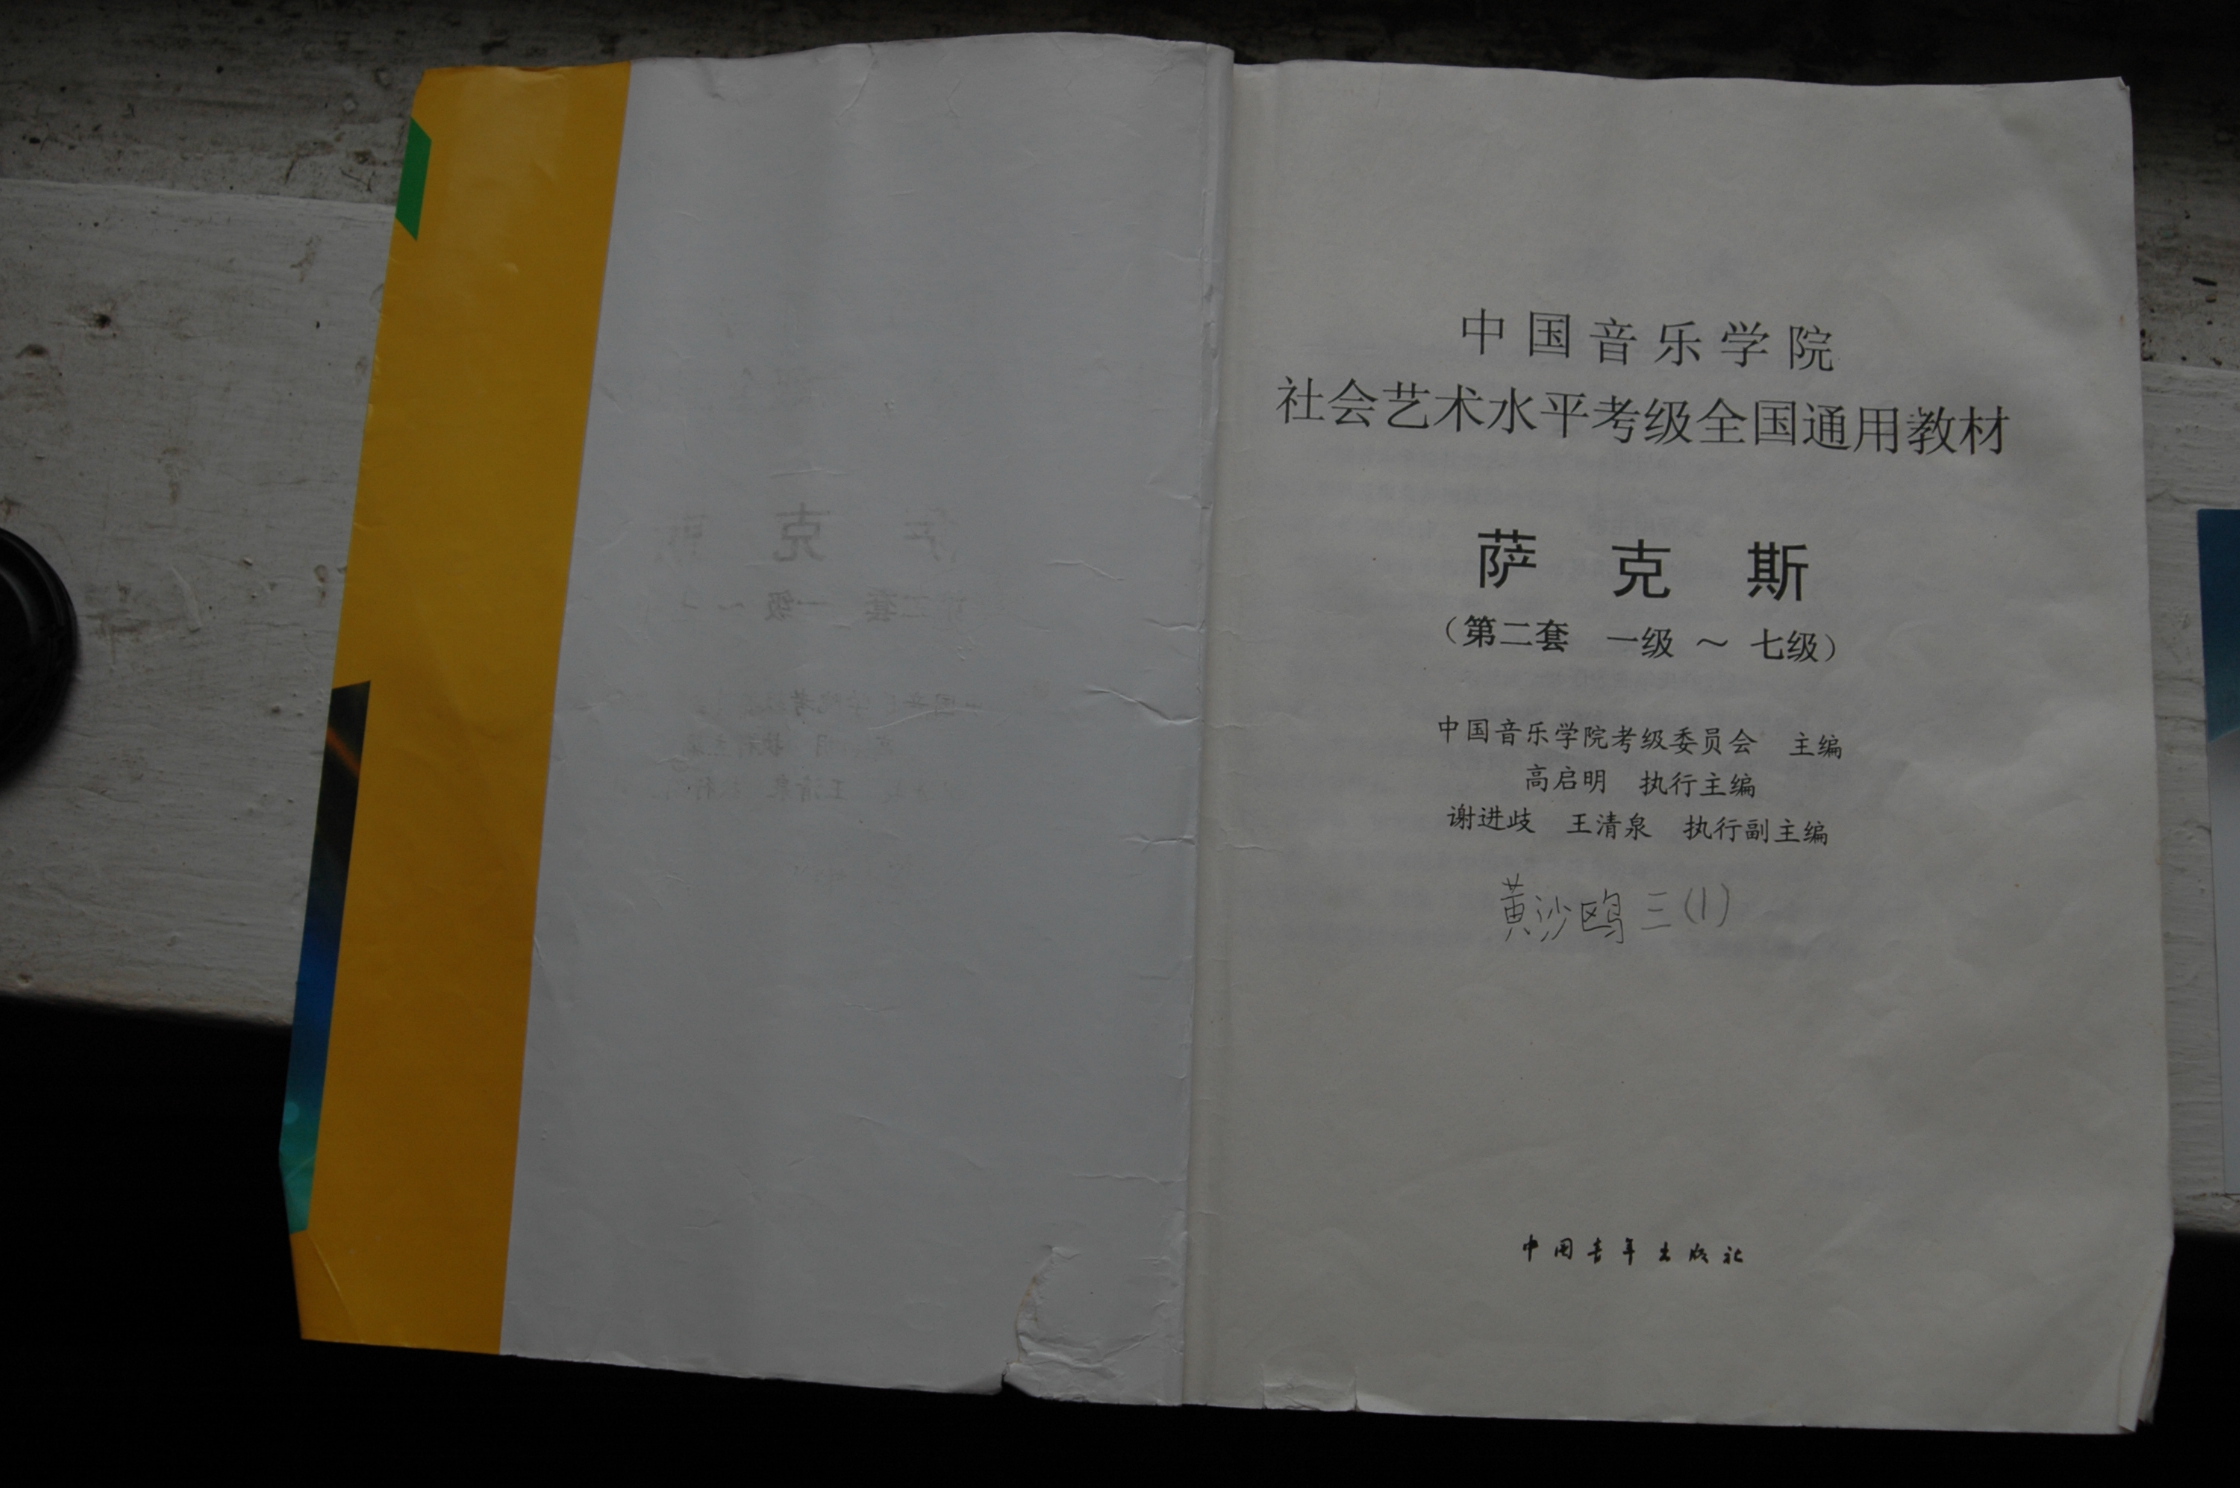 中国音乐学院
社会艺术水平考级全国通用教材
萨克斯
（第二套 一级 ～ 七级）
中国音乐学院考级委员会 主编
高启明 执行主编
谢进歧 王清泉 执行副主编
黄沙鸥 三(1)
中国青年出版社